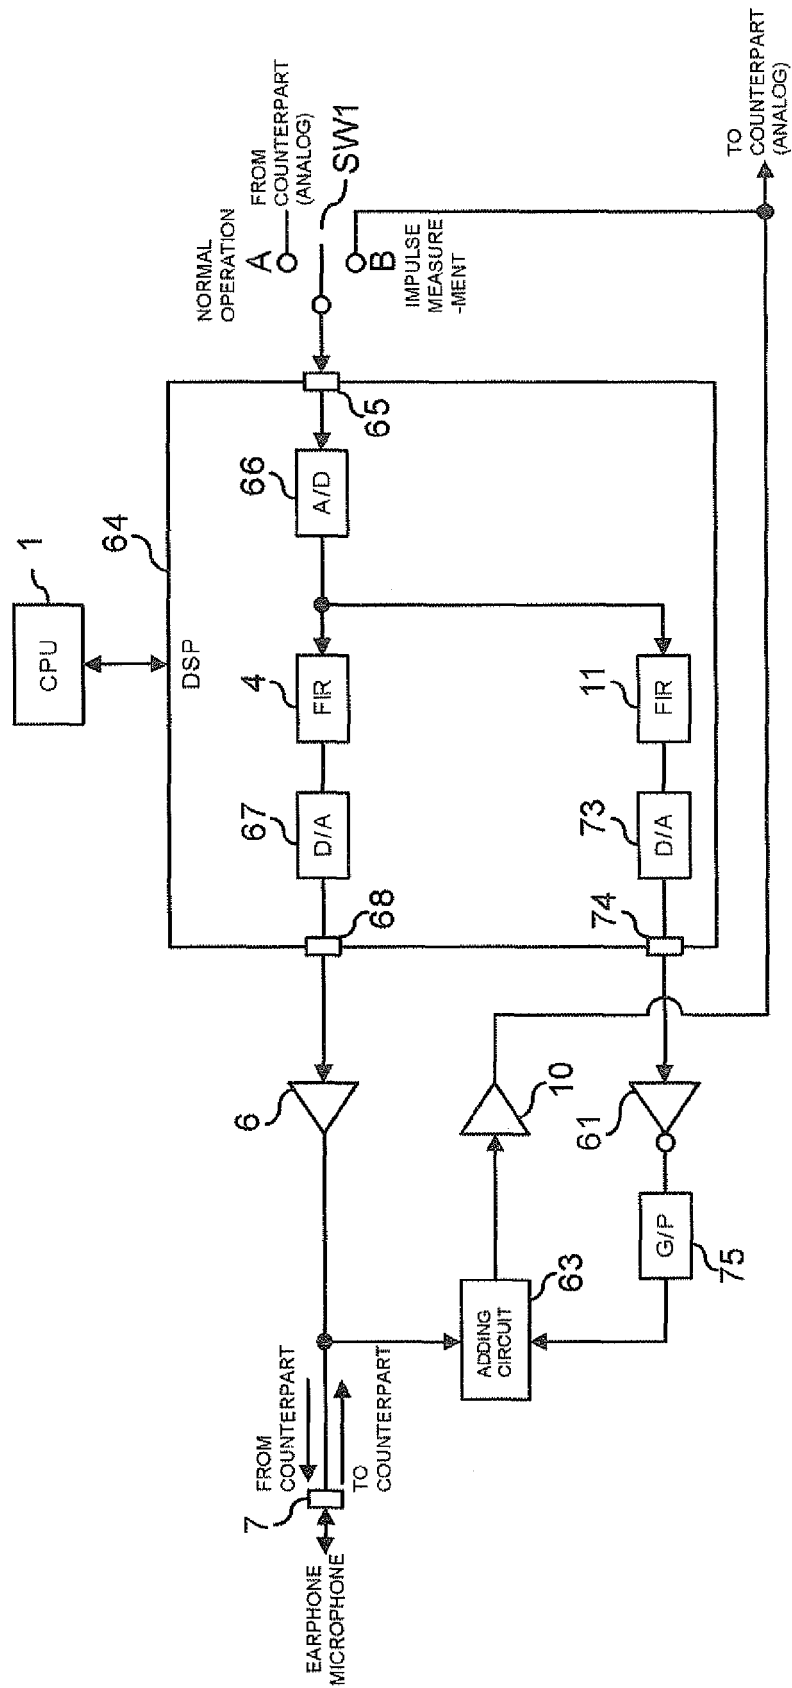 CPU
1
64
DSP
NORMAL
OPERATION
A
FROM
COUNTERPART
(ANALOG)
SW1
B
IMPULSE
MEASURE
-MENT
TO
COUNTERPART
(ANALOG)
65
66
A/D
4
FIR
67
D/A
68
11
FIR
73
D/A
74
6
10
61
G/P
75
63
ADDING
CIRCUIT
FROM
COUNTERPART
TO
COUNTERPART
7
EARPHONE
MICROPHONE